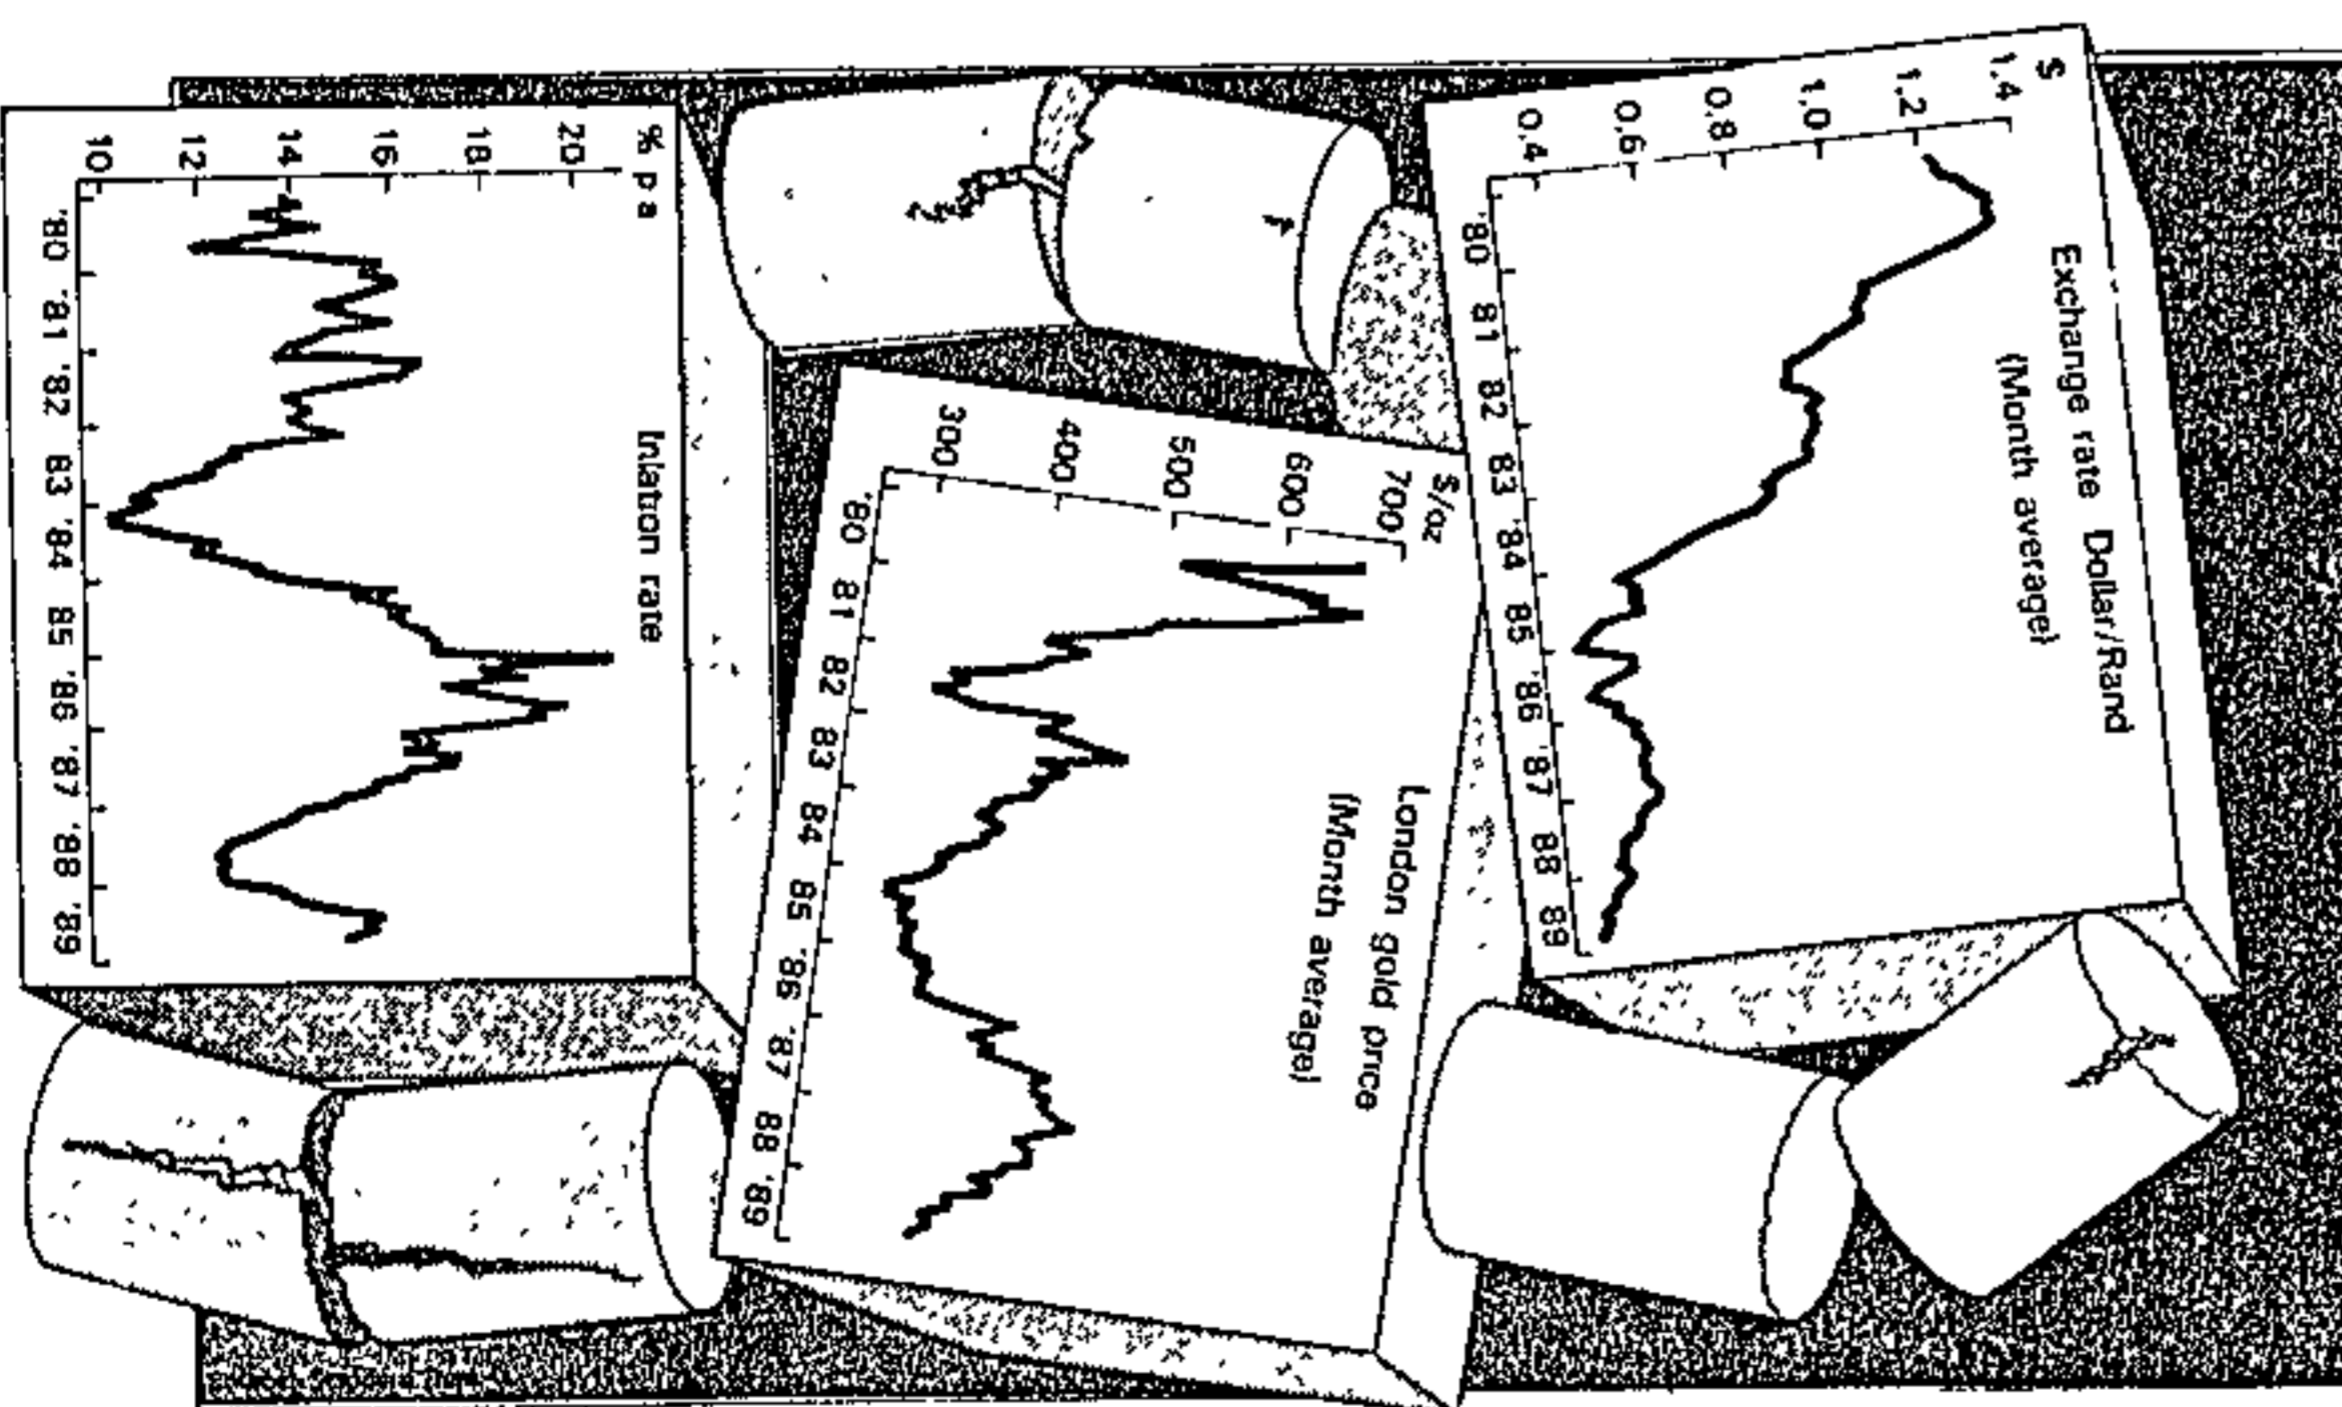 $
1.4
1.2
1.0
0.8
0.6
0.4
Exchange rate Dollar/Rand
(Month average)
'80 81 82 83 '84 85 '86 '87 88 89
$/oz
700
600
500
400
300
London gold price
(Month average)
'80 81 82 83 84 85 '86 '87 88 '89
% p a
20
18
16
14
12
10
Inlation rate
'80 '81 '82 83 '84 85 '86 '87 '88 '89